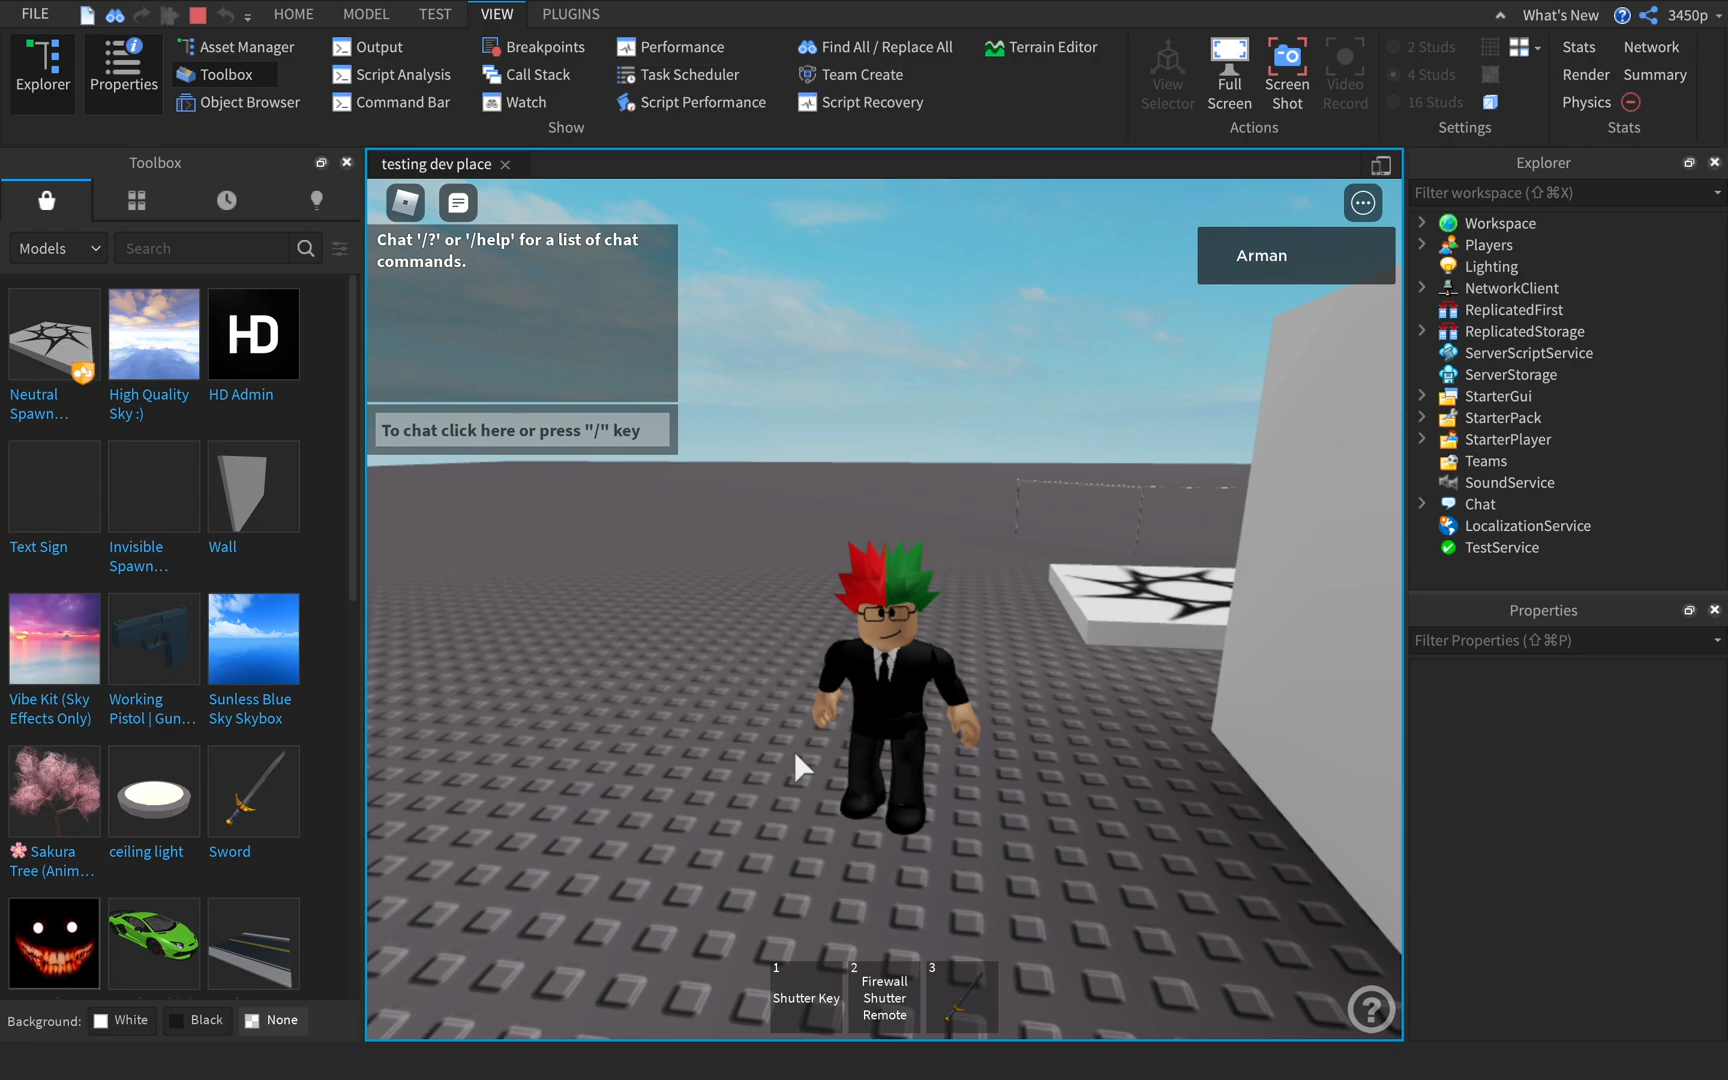 FILE
HOME
MODEL
TEST
VIEW
PLUGINS
What's New
3450p
Explorer
Properties
Asset Manager
Toolbox
Object Browser
Output
Script Analysis
Command Bar
Breakpoints
Call Stack
Watch
Performance
Task Scheduler
Script Performance
Find All / Replace All
Team Create
Script Recovery
Terrain Editor
Show
View
Selector
Full
Screen
Screen
Shot
Video
Record
Actions
2 Studs
4 Studs
16 Studs
Settings
Stats
Network
Render
Summary
Physics
Stats
Toolbox
Models
Search
HD
Neutral
Spawn...
High Quality
Sky :)
HD Admin
Text Sign
Invisible
Spawn...
Wall
Vibe Kit (Sky
Effects Only)
Working
Pistol | Gun...
Sunless Blue
Sky Skybox
🌸 Sakura
Tree (Anim...
ceiling light
Sword
Background:
White
Black
None
testing dev place
Chat '/?' or '/help' for a list of chat
commands.
To chat click here or press "/" key
Arman
1
Shutter Key
2
Firewall
Shutter
Remote
3
?
Explorer
Filter workspace (⇧⌘X)
Workspace
Players
Lighting
NetworkClient
ReplicatedFirst
ReplicatedStorage
ServerScriptService
ServerStorage
StarterGui
StarterPack
StarterPlayer
Teams
SoundService
Chat
LocalizationService
TestService
Properties
Filter Properties (⇧⌘P)